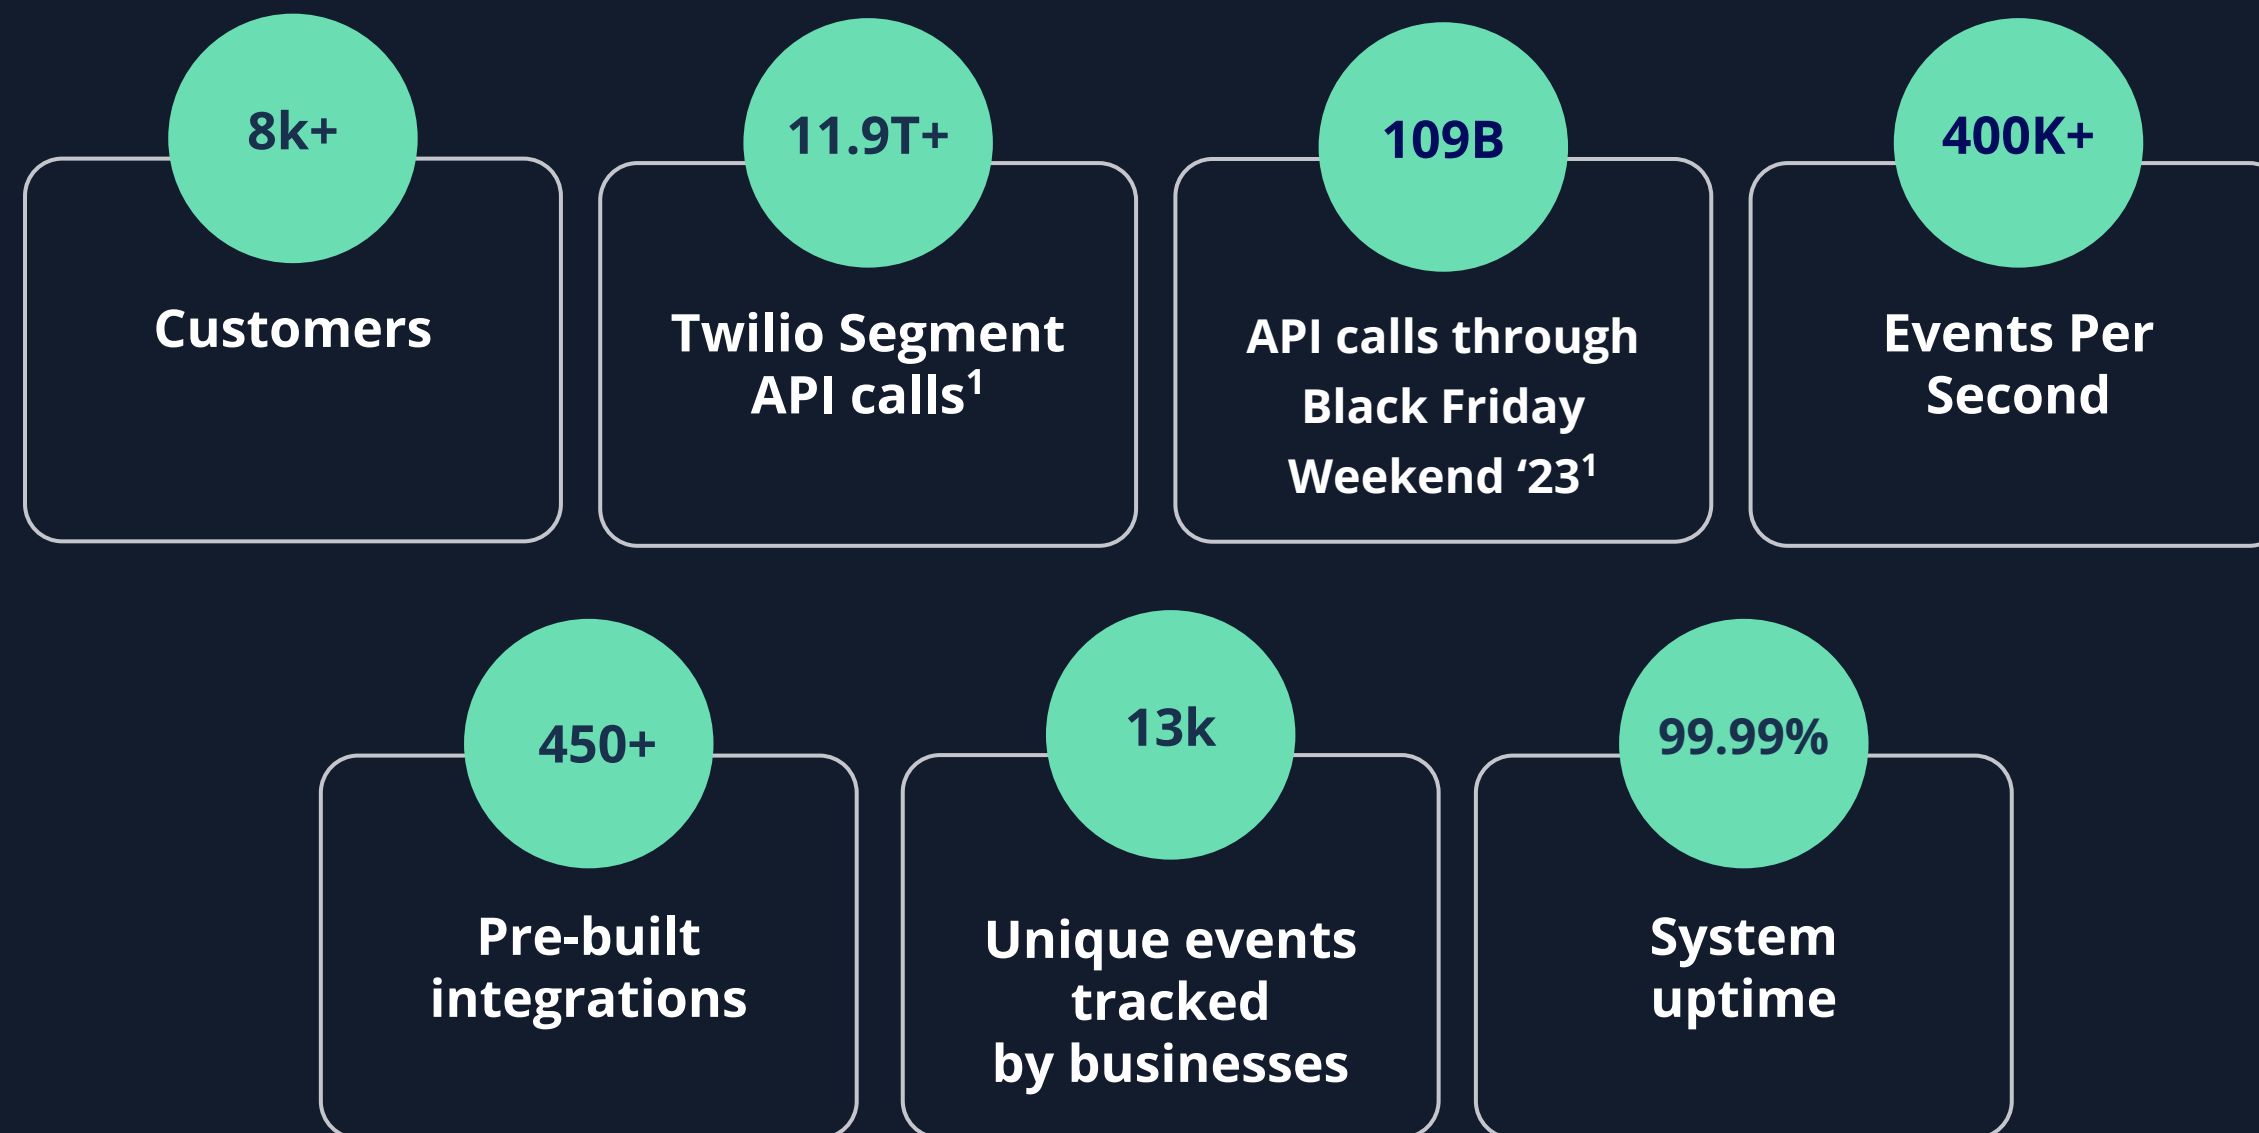 8k+
Customers
11.9T+
Twilio Segment
API calls¹
109B
API calls through
Black Friday
Weekend ‘23¹
400K+
Events Per
Second
450+
Pre-built
integrations
13k
Unique events
tracked
by businesses
99.99%
System
uptime